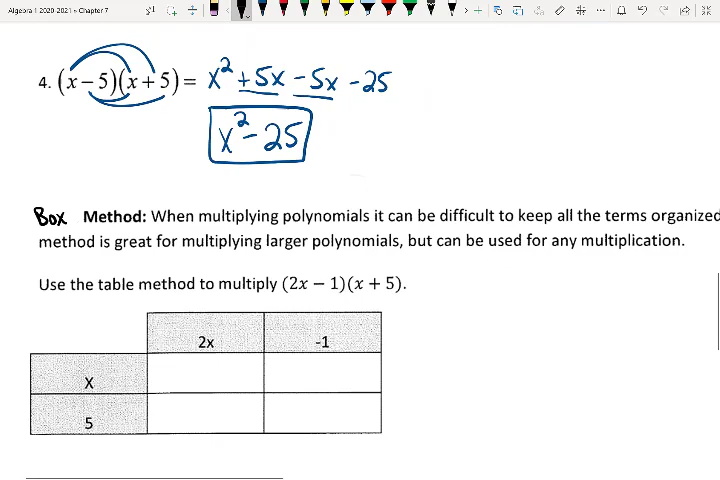 Algebra 1 2020-2021 » Chapter 7
4. (x − 5)(x + 5) = x² + 5x − 5x − 25
x² − 25
Box Method: When multiplying polynomials it can be difficult to keep all the terms organized
method is great for multiplying larger polynomials, but can be used for any multiplication.
Use the table method to multiply (2x − 1)(x + 5).
2x -1
X
5